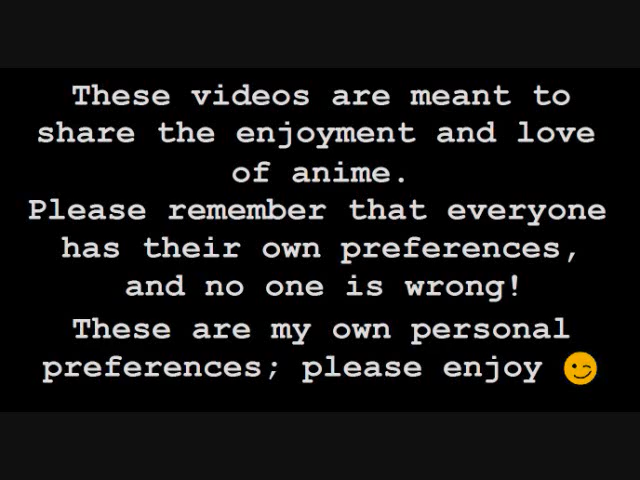 These videos are meant to
share the enjoyment and love
of anime.
Please remember that everyone
has their own preferences,
and no one is wrong!
These are my own personal
preferences; please enjoy 😉